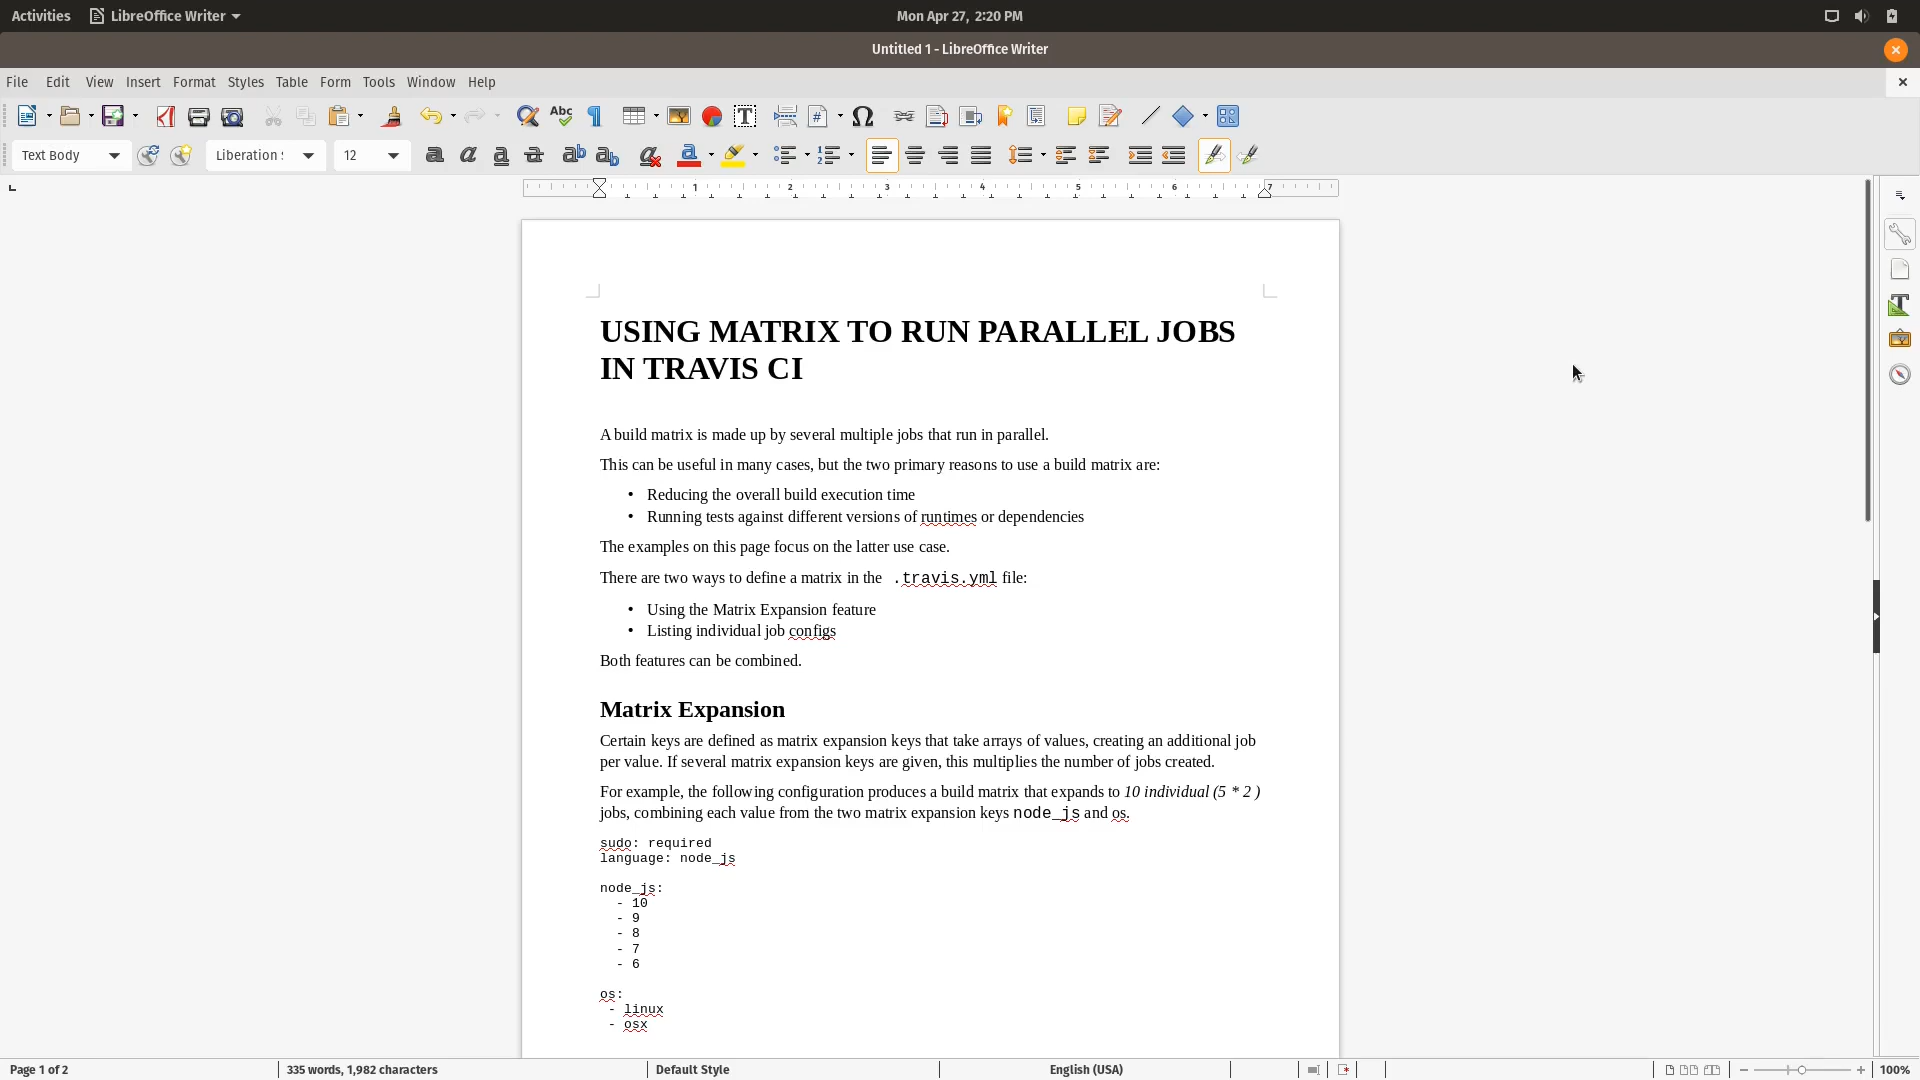 Activities LibreOffice Writer Mon Apr 27, 2:20 PM
Untitled 1 - LibreOffice Writer
File Edit View Insert Format Styles Table Form Tools Window Help
Text Body Liberation 12
1 2 3 4 5 6 7
USING MATRIX TO RUN PARALLEL JOBS
IN TRAVIS CI
A build matrix is made up by several multiple jobs that run in parallel.
This can be useful in many cases, but the two primary reasons to use a build matrix are:
• Reducing the overall build execution time
• Running tests against different versions of runtimes or dependencies
The examples on this page focus on the latter use case.
There are two ways to define a matrix in the .travis.yml file:
• Using the Matrix Expansion feature
• Listing individual job configs
Both features can be combined.
Matrix Expansion
Certain keys are defined as matrix expansion keys that take arrays of values, creating an additional job
per value. If several matrix expansion keys are given, this multiplies the number of jobs created.
For example, the following configuration produces a build matrix that expands to 10 individual (5 * 2 )
jobs, combining each value from the two matrix expansion keys node_js and os.
sudo: required
language: node_js
node_js:
- 10
- 9
- 8
- 7
- 6
os:
- linux
- osx
Page 1 of 2 335 words, 1,982 characters Default Style English (USA) 100%